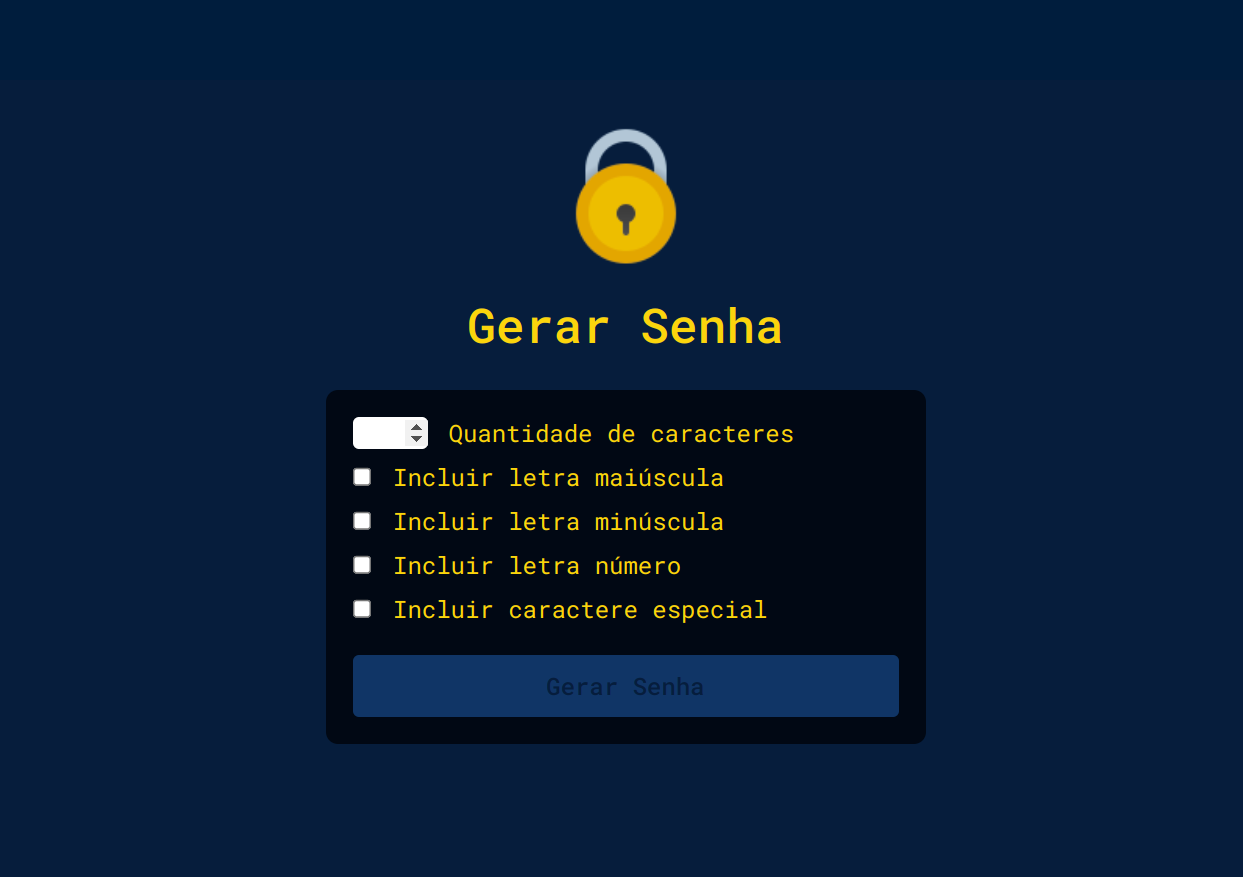 Gerar Senha
Quantidade de caracteres
Incluir letra maiúscula
Incluir letra minúscula
Incluir letra número
Incluir caractere especial
Gerar Senha